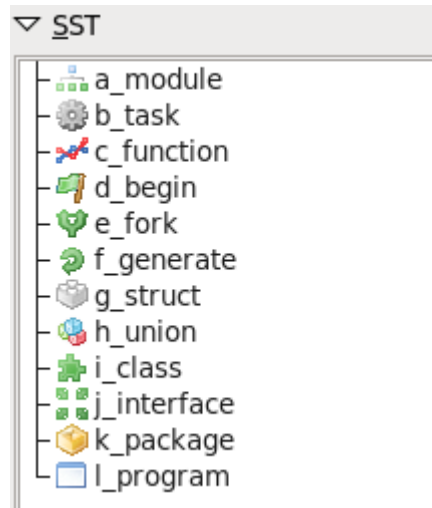 SST
a_module
b_task
c_function
d_begin
e_fork
f_generate
g_struct
h_union
i_class
j_interface
k_package
l_program